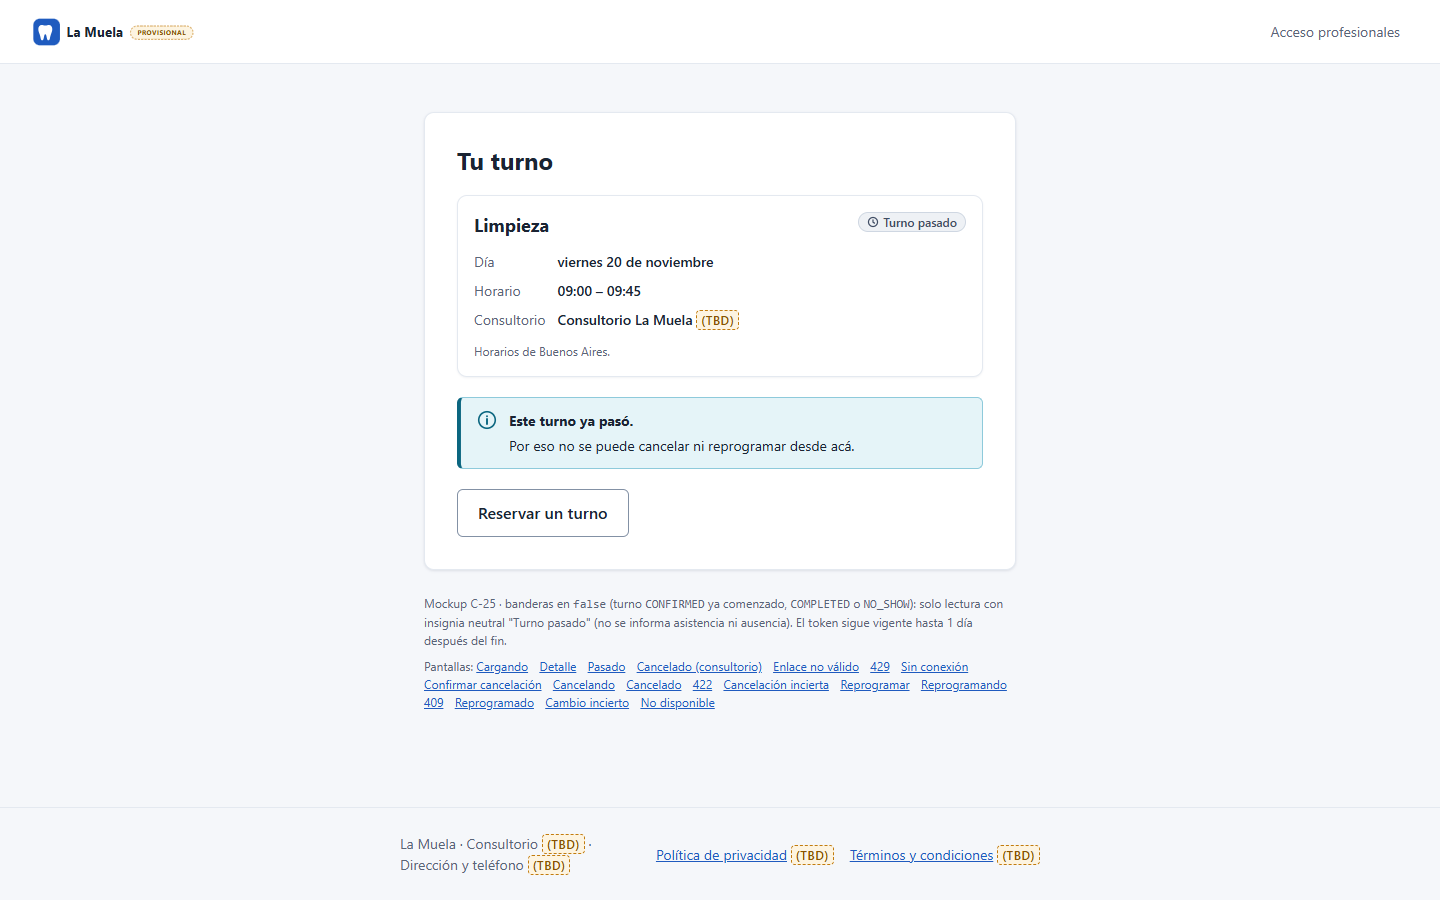 La Muela PROVISIONAL
Acceso profesionales
Tu turno
Limpieza
Turno pasado
Día viernes 20 de noviembre
Horario 09:00 – 09:45
Consultorio Consultorio La Muela (TBD)
Horarios de Buenos Aires.
Este turno ya pasó.
Por eso no se puede cancelar ni reprogramar desde acá.
Reservar un turno
Mockup C-25 · banderas en false (turno CONFIRMED ya comenzado, COMPLETED o NO_SHOW): solo lectura con
insignia neutral "Turno pasado" (no se informa asistencia ni ausencia). El token sigue vigente hasta 1 día
después del fin.
Pantallas: Cargando Detalle Pasado Cancelado (consultorio) Enlace no válido 429 Sin conexión
Confirmar cancelación Cancelando Cancelado 422 Cancelación incierta Reprogramar Reprogramando
409 Reprogramado Cambio incierto No disponible
La Muela · Consultorio (TBD) ·
Dirección y teléfono (TBD)
Política de privacidad (TBD) Términos y condiciones (TBD)